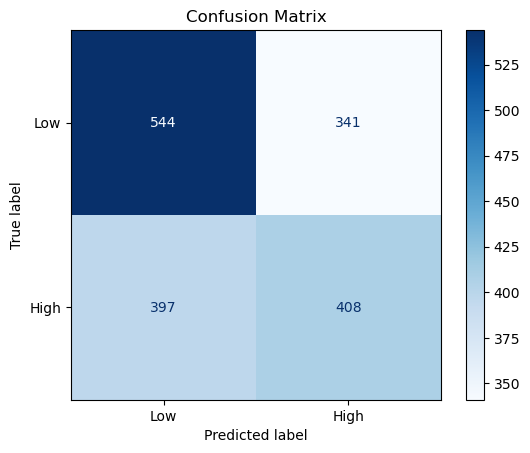 Confusion Matrix
Low
544
341
High
397
408
True label
Low
High
Predicted label
525
500
475
450
425
400
375
350